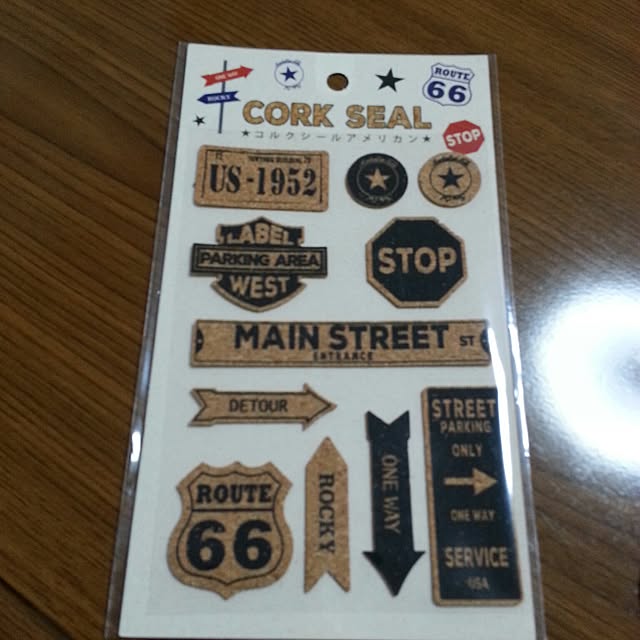 ROCKY
ROUTE
66
CORK SEAL
★コルクシールアメリカン★
STOP
US-1952
LABEL
PARKING AREA
WEST
STOP
MAIN STREET ST
ENTRANCE
DETOUR
STREET
PARKING
ONLY
ONE WAY
SERVICE
USA
ROUTE
66
ROCKY
ONE WAY